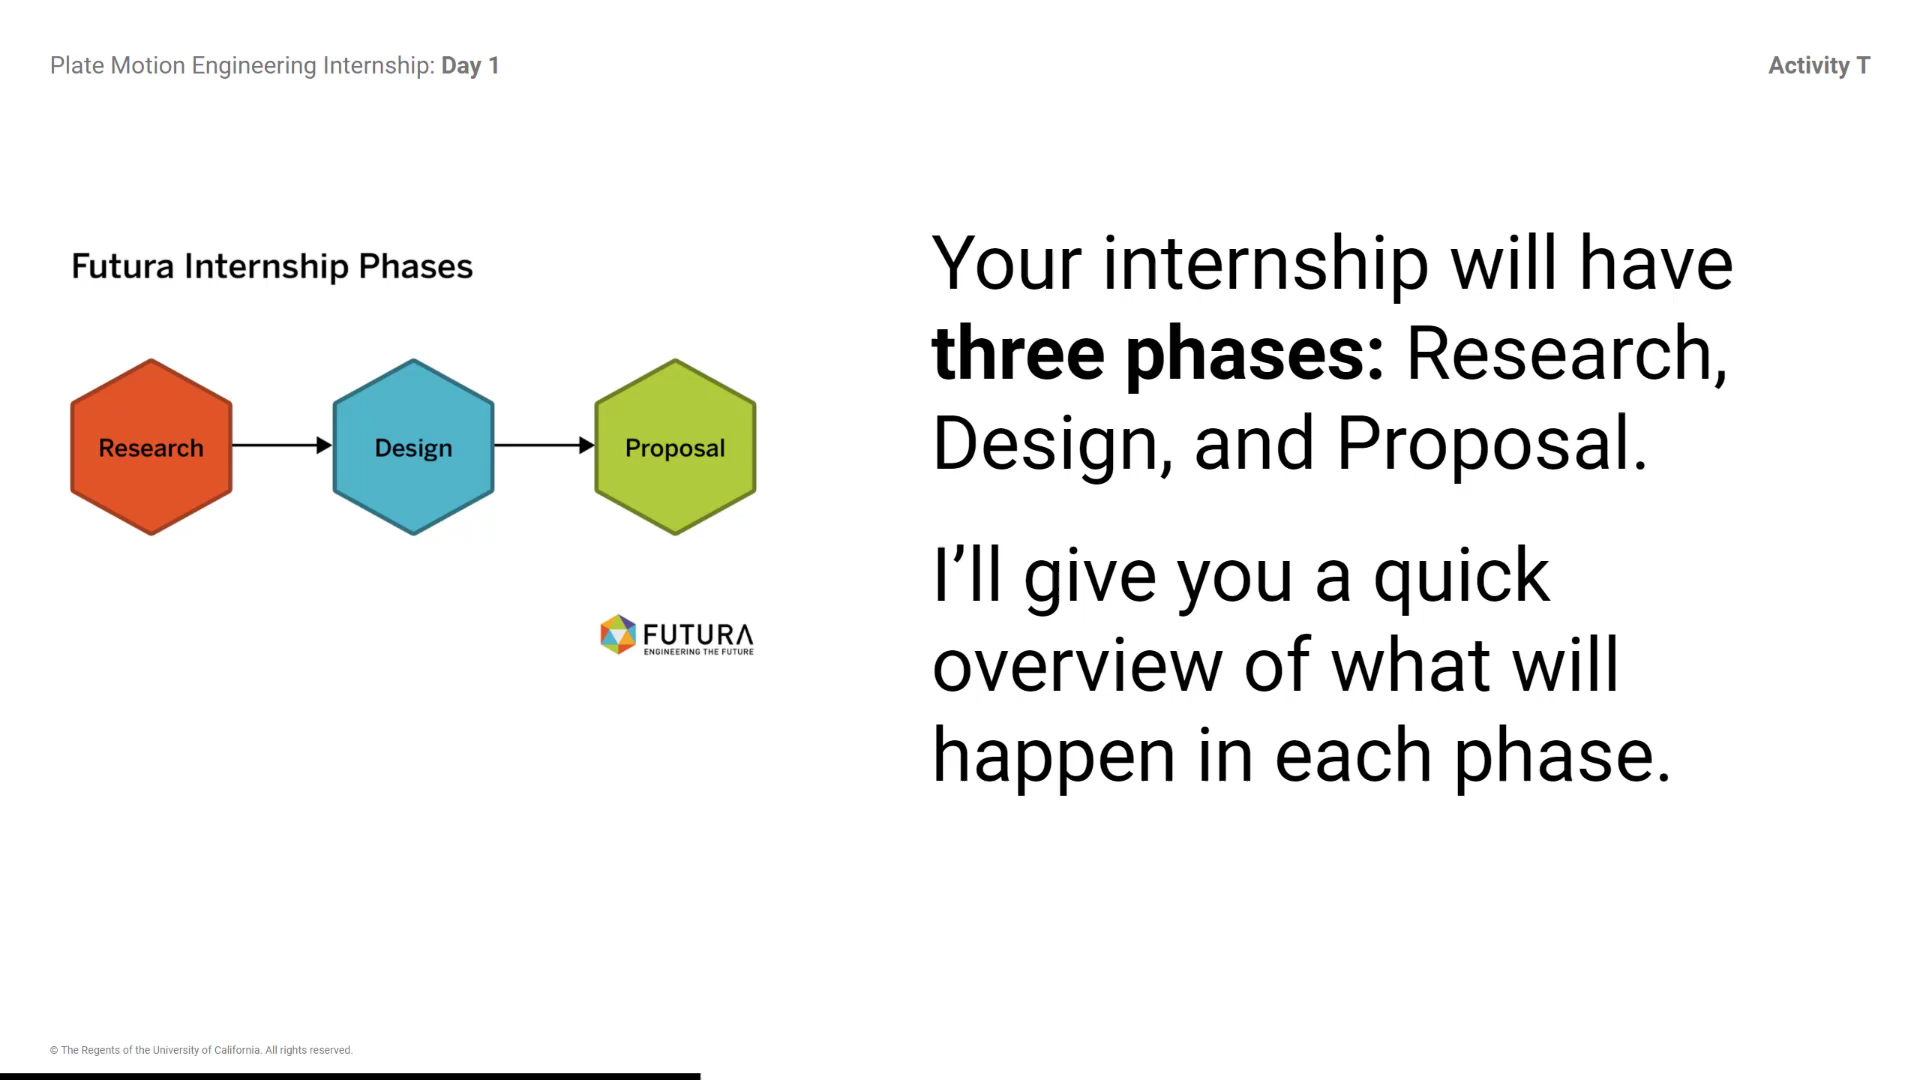 Plate Motion Engineering Internship: Day 1
Activity T
Futura Internship Phases
Research
Design
Proposal
FUTURA
ENGINEERING THE FUTURE
Your internship will have
three phases: Research,
Design, and Proposal.
I’ll give you a quick
overview of what will
happen in each phase.
© The Regents of the University of California. All rights reserved.